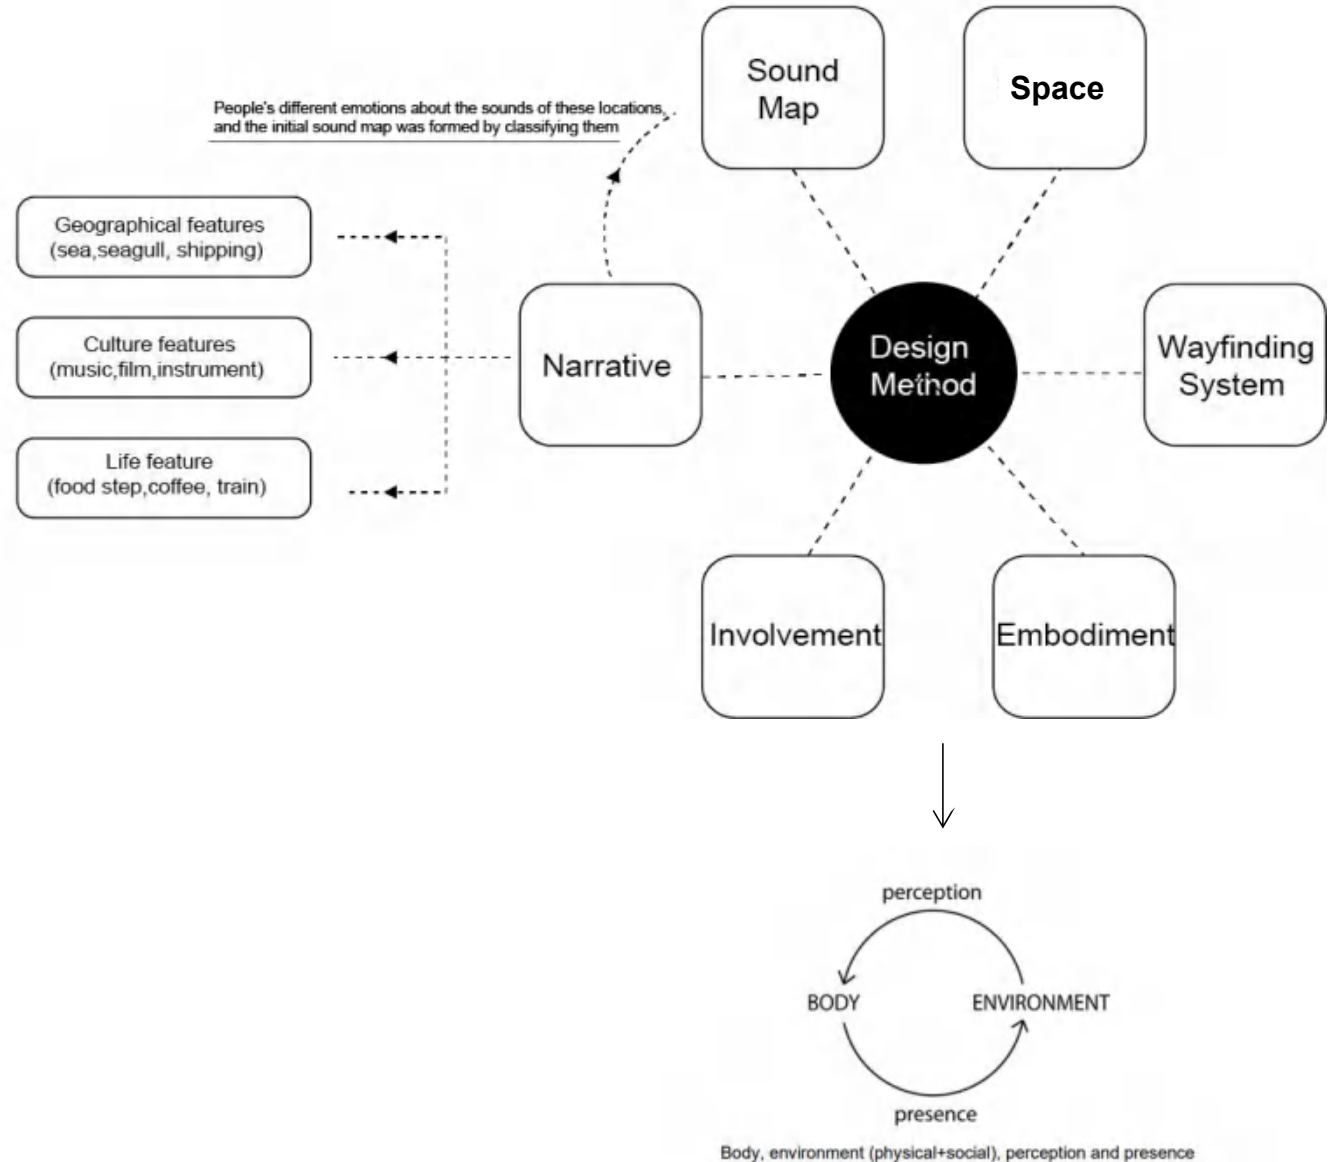 Sound
Map
Space
People's different emotions about the sounds of these locations,
and the initial sound map was formed by classifying them
Geographical features
(sea,seagull, shipping)
Culture features
(music,film,instrument)
Life feature
(food step,coffee, train)
Narrative
Design
Method
Wayfinding
System
Involvement
Embodiment
perception
BODY
ENVIRONMENT
presence
Body, environment (physical+social), perception and presence